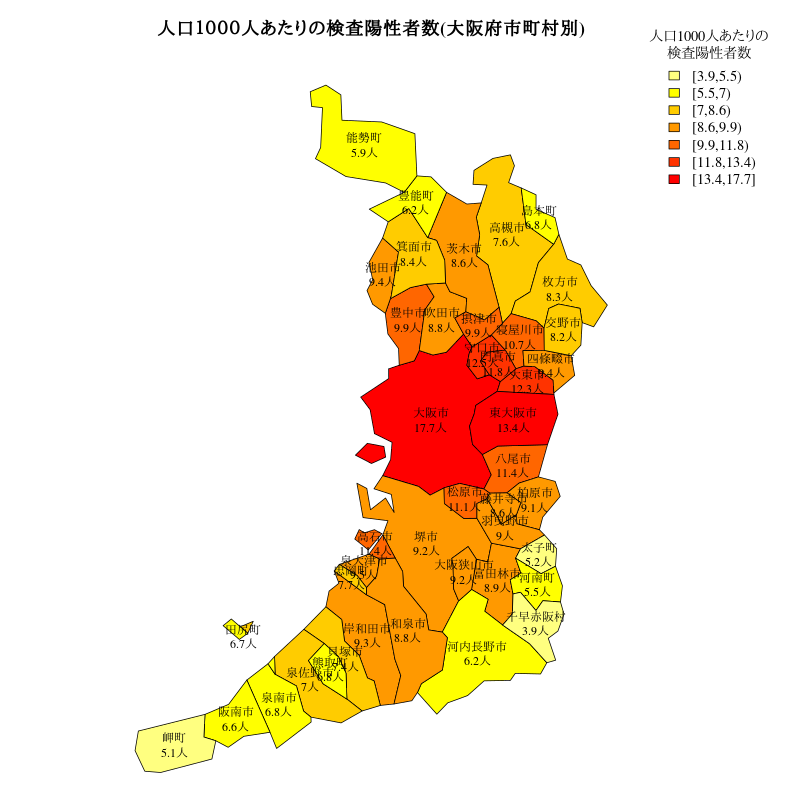 人口1000人あたりの検査陽性者数(大阪府市町村別)
人口1000人あたりの
検査陽性者数
[3.9,5.5)
[5.5,7)
[7,8.6)
[8.6,9.9)
[9.9,11.8)
[11.8,13.4)
[13.4,17.7]
能勢町
5.9人
豊能町
6.2人
島本町
6.8人
高槻市
7.6人
茨木市
8.6人
箕面市
8.4人
池田市
9.4人
枚方市
8.3人
豊中市
9.9人
吹田市
8.8人
摂津市
9.9人
寝屋川市
10.7人
交野市
8.2人
守口市
12.5人
門真市
11.8人
四條畷市
9.4人
大東市
12.3人
大阪市
17.7人
東大阪市
13.4人
八尾市
11.4人
松原市
11.1人
藤井寺市
8.6人
柏原市
9.1人
羽曳野市
9人
高石市
11.4人
堺市
9.2人
泉大津市
9.5人
忠岡町
7.7人
大阪狭山市
9.2人
富田林市
8.9人
太子町
5.2人
河南町
5.5人
千早赤阪村
3.9人
田尻町
6.7人
岸和田市
9.3人
和泉市
8.8人
河内長野市
6.2人
貝塚市
7.4人
熊取町
6.8人
泉佐野市
7人
泉南市
6.8人
阪南市
6.6人
岬町
5.1人